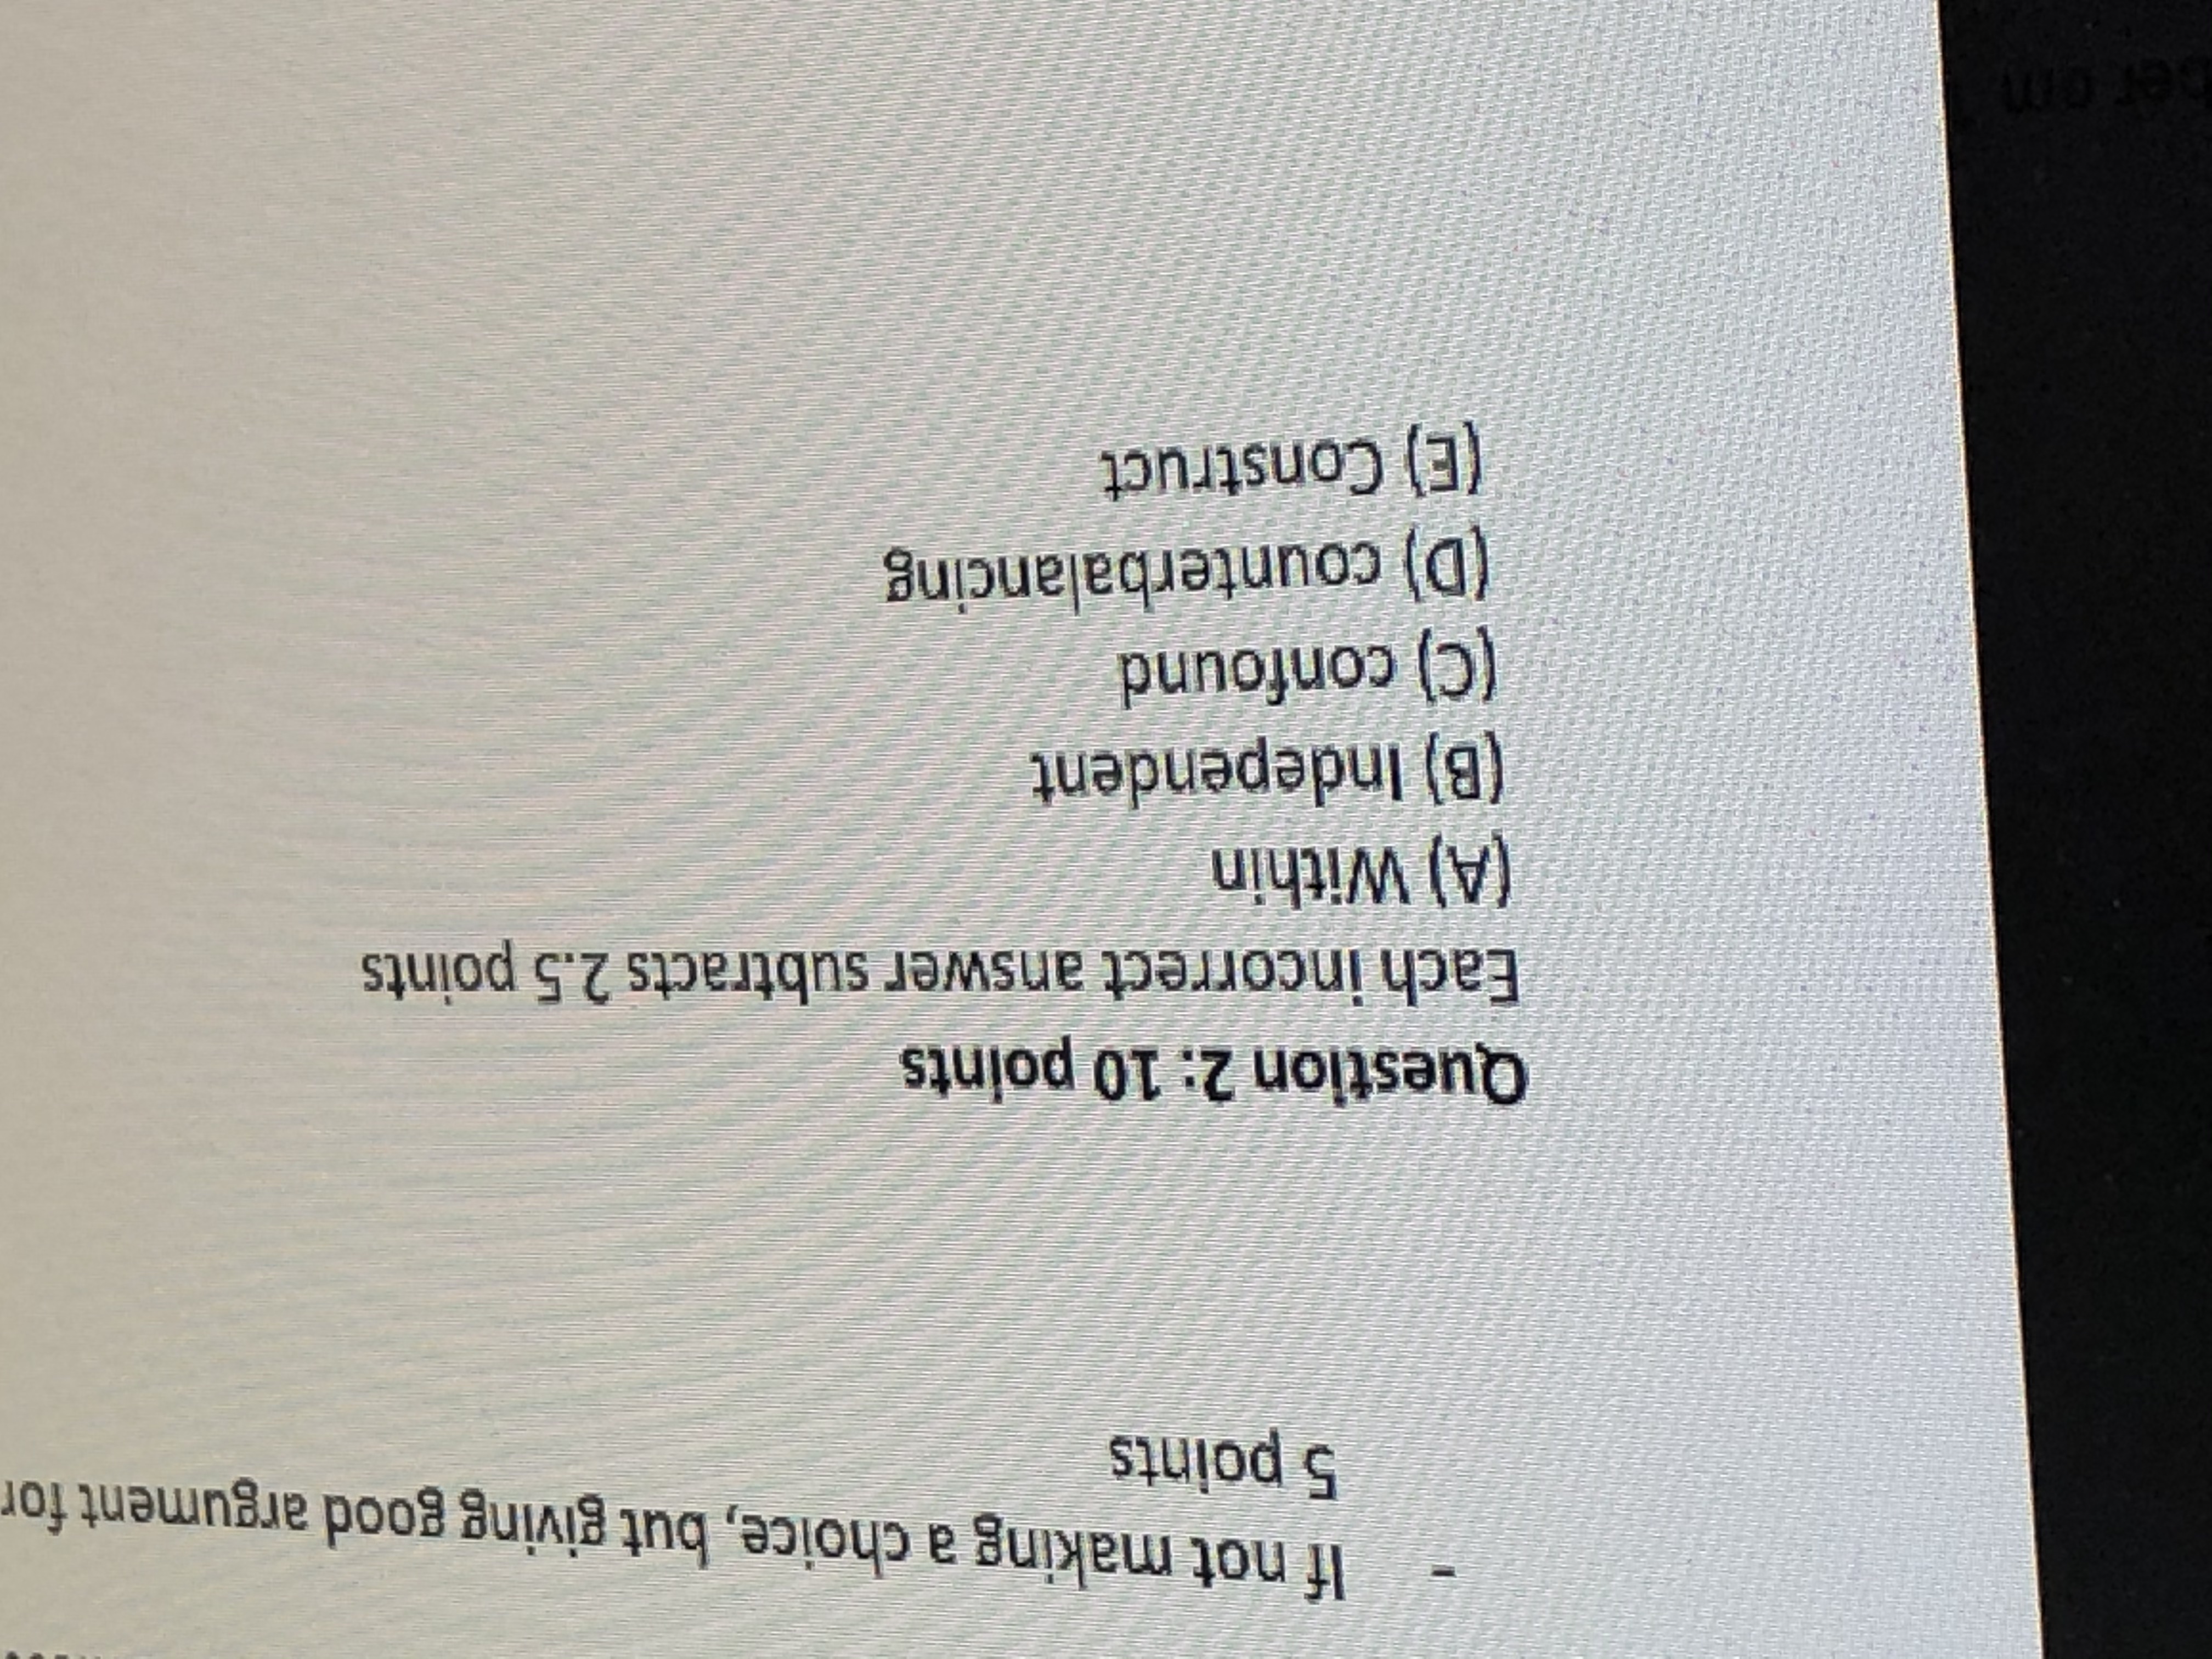 - If not making a choice, but giving good argument for
5 points
Question 2: 10 points
Each incorrect answer subtracts 2.5 points
(A) Within
(B) Independent
(C) confound
(D) counterbalancing
(E) Construct